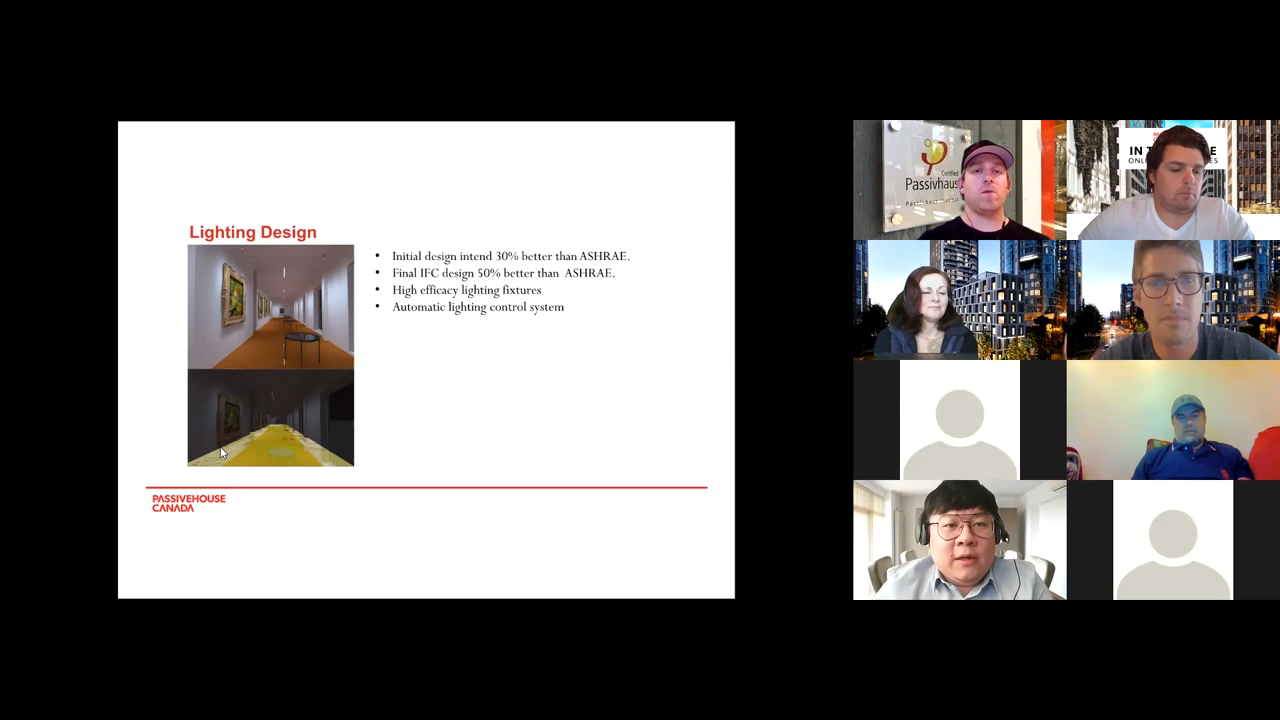 Lighting Design
• Initial design intend 30% better than ASHRAE.
• Final IFC design 50% better than ASHRAE.
• High efficacy lighting fixtures
• Automatic lighting control system
PASSIVEHOUSE
CANADA
Certified
Passivhaus
IN T
E
ONL
ES